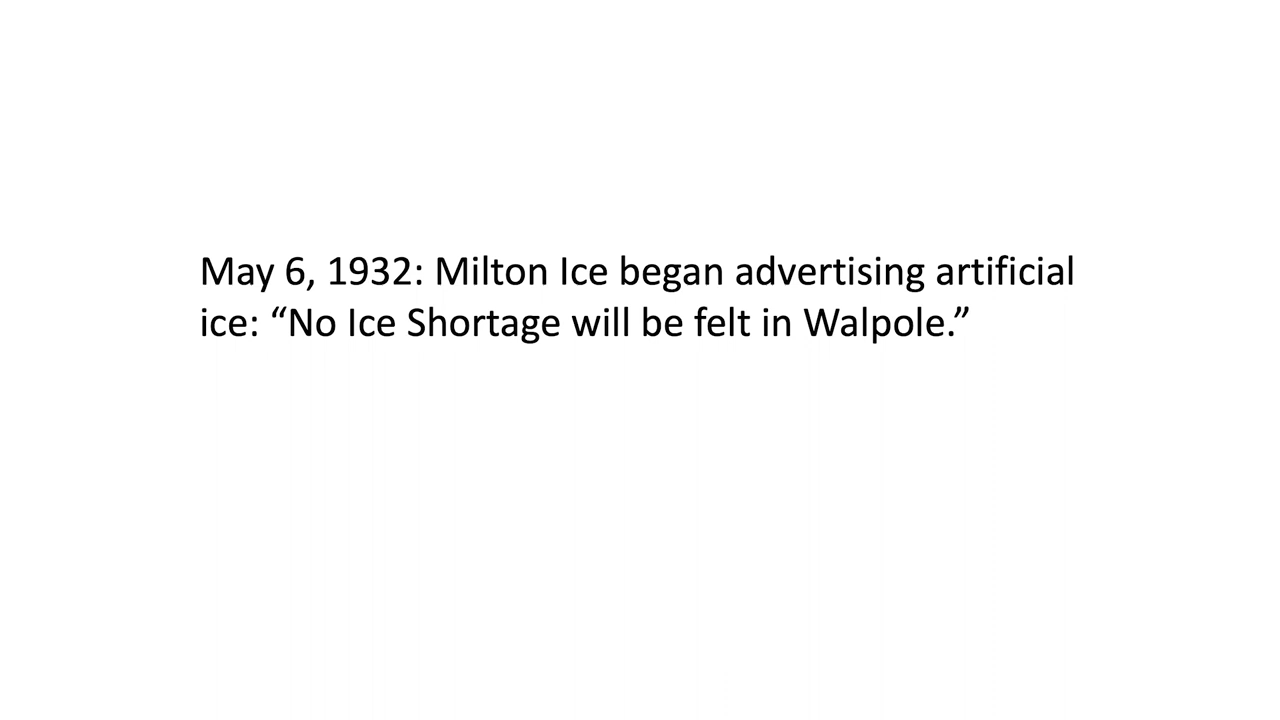 May 6, 1932: Milton Ice began advertising artificial
ice: “No Ice Shortage will be felt in Walpole.”